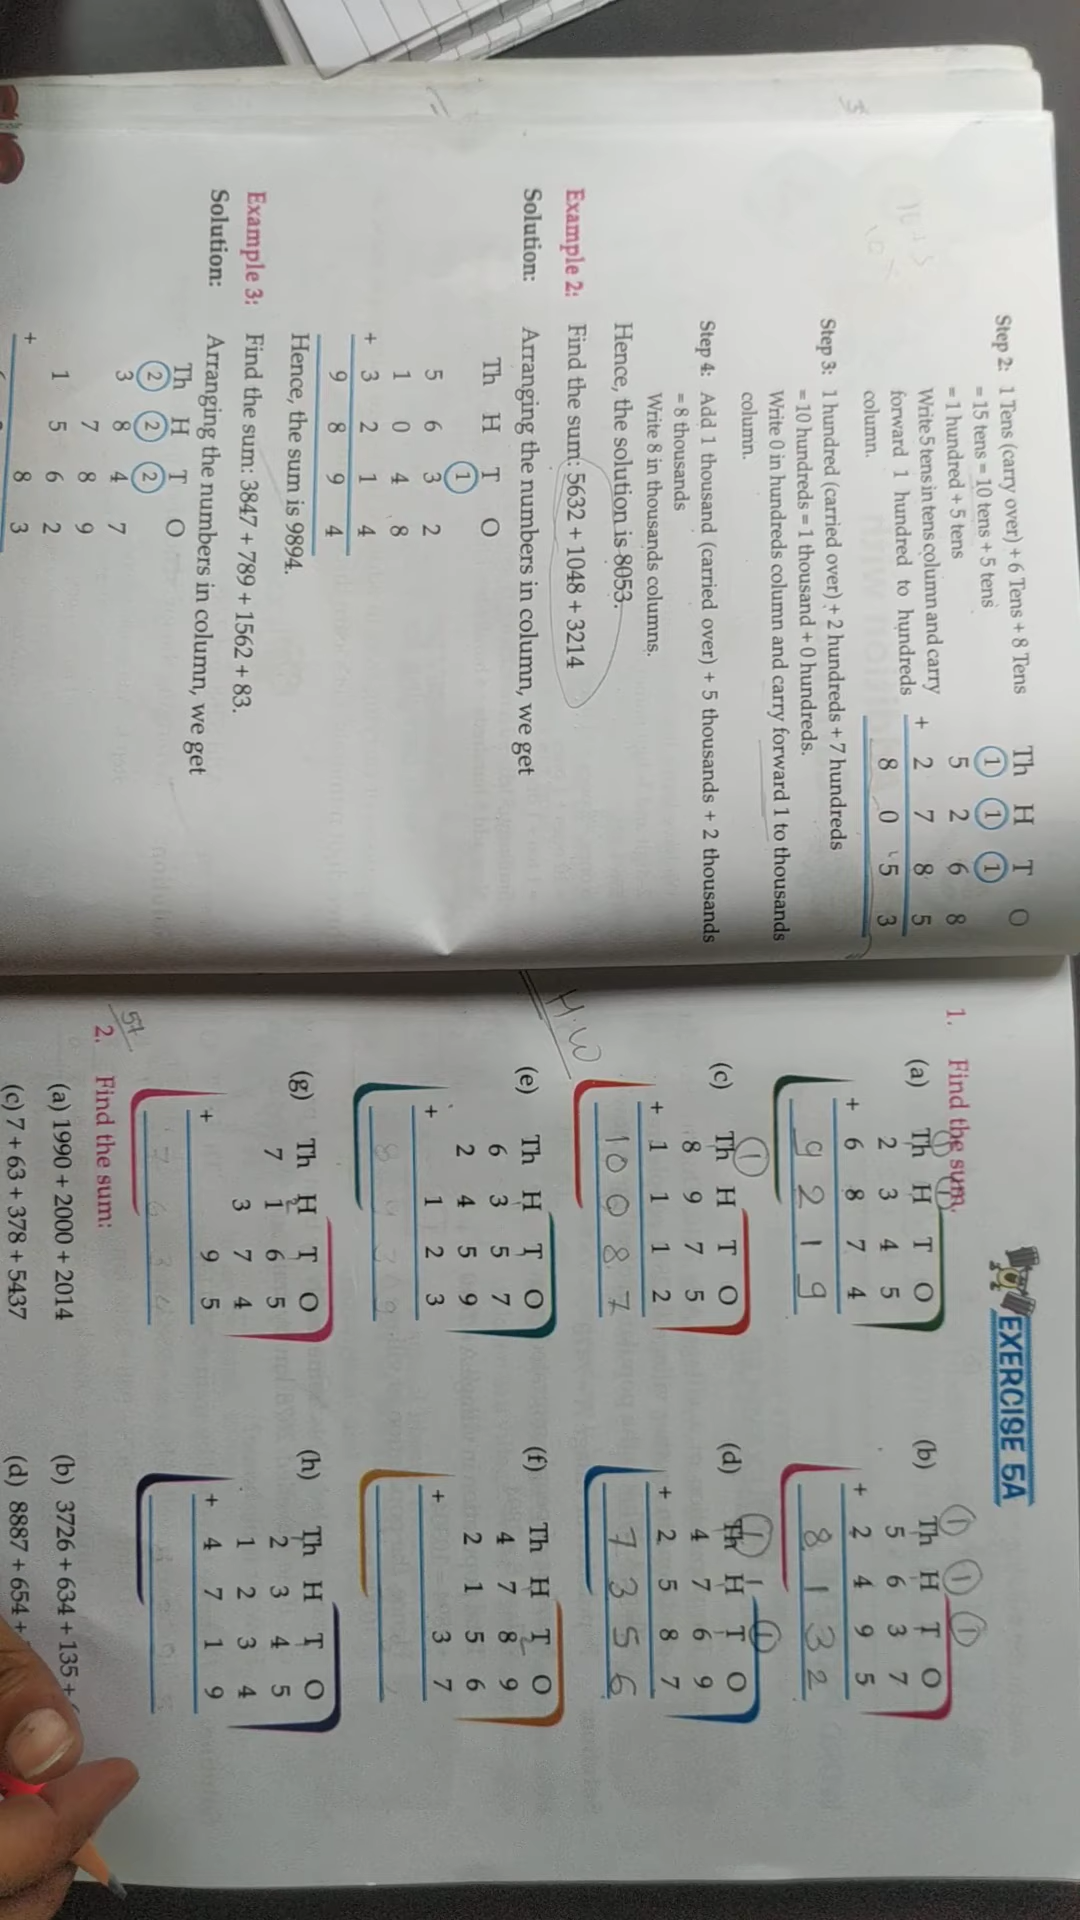 Step 2: 1 Tens (carry over) + 6 Tens + 8 Tens
= 15 tens = 10 tens + 5 tens
= 1 hundred + 5 tens
Write 5 tens in tens column and carry
forward 1 hundred to hundreds
column.
Th H T O
1 1 1
5 2 6 8
+ 2 7 8 5
8 0 5 3
Step 3: 1 hundred (carried over) + 2 hundreds + 7 hundreds
= 10 hundreds = 1 thousand + 0 hundreds.
Write 0 in hundreds column and carry forward 1 to thousands
column.
Step 4: Add 1 thousand (carried over) + 5 thousands + 2 thousands
= 8 thousands
Write 8 in thousands columns.
Hence, the solution is 8053.
Example 2: Find the sum: 5632 + 1048 + 3214
Solution: Arranging the numbers in column, we get
Th H T O
1
5 6 3 2
1 0 4 8
+ 3 2 1 4
9 8 9 4
Hence, the sum is 9894.
Example 3: Find the sum: 3847 + 789 + 1562 + 83.
Solution: Arranging the numbers in column, we get
Th H T O
2 2 2
3 8 4 7
7 8 9
1 5 6 2
+ 8 3
EXERCISE 5A
1. Find the sum.
(a) Th H T O
2 3 4 5
+ 6 8 7 4
9 2 1 9
(b) Th H T O
1 1 1
5 6 3 7
+ 2 4 9 5
8 1 3 2
(c) Th H T O
1
8 9 7 5
+ 1 1 1 2
1 0 0 8 7
(d) Th H T O
1 1 1
4 7 6 9
+ 2 5 8 7
7 3 5 6
H.W
(e) Th H T O
6 3 5 7
2 4 5 9
+ 1 2 3
(f) Th H T O
4 7 8 9
2 1 5 6
+ 3 7
(g) Th H T O
7 1 6 5
3 7 4
+ 9 5
(h) Th H T O
2 3 4 5
1 2 3 4
+ 4 7 1 9
2. Find the sum:
(a) 1990 + 2000 + 2014
(b) 3726 + 634 + 135 +
(c) 7 + 63 + 378 + 5437
(d) 8887 + 654 +